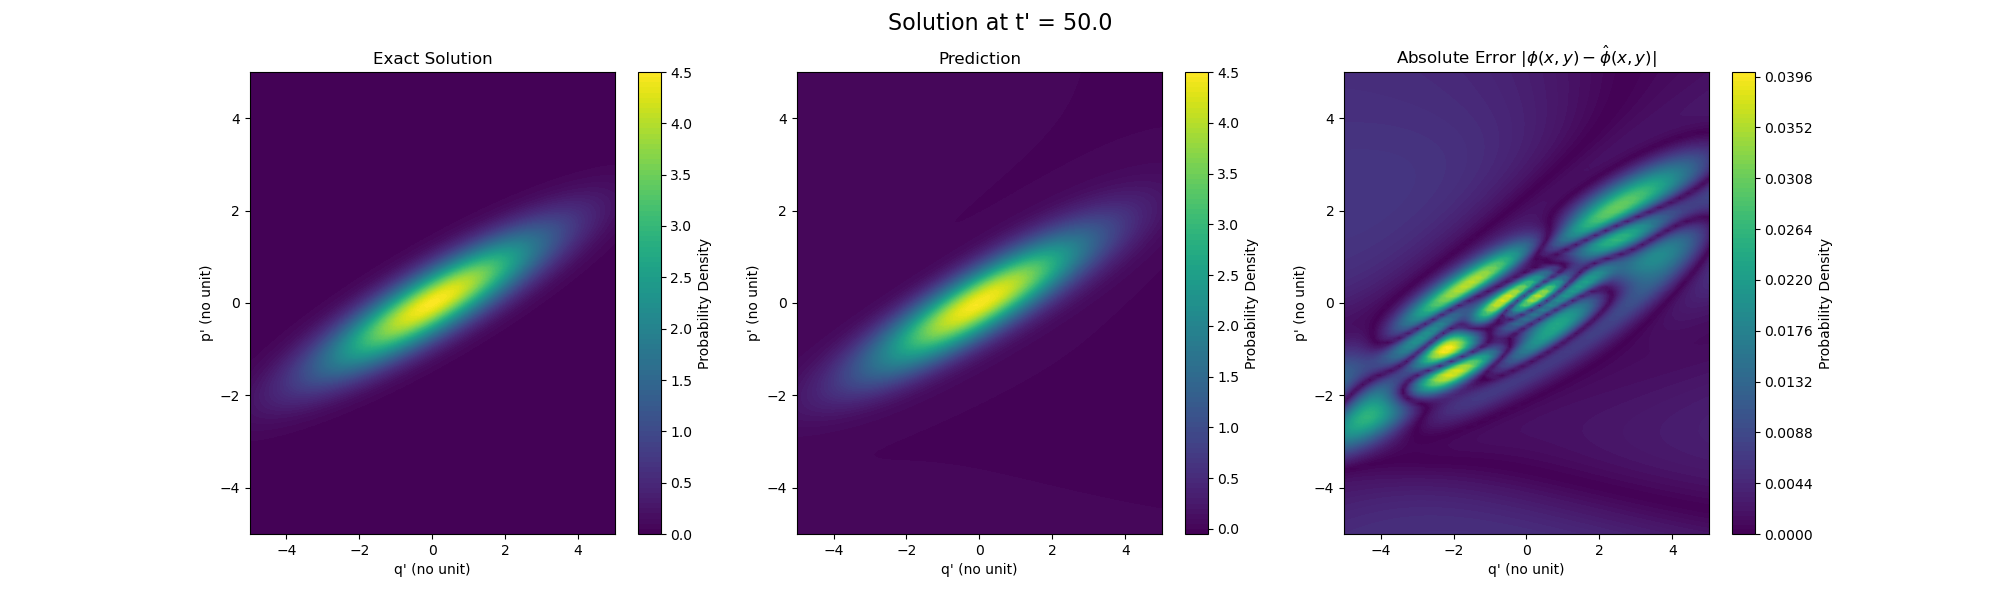 Solution at t' = 50.0
Exact Solution
p' (no unit)
4
2
0
−2
−4
−4 −2 0 2 4
q' (no unit)
4.5
4.0
3.5
3.0
2.5
2.0
1.5
1.0
0.5
0.0
Probability Density
Prediction
p' (no unit)
4
2
0
−2
−4
−4 −2 0 2 4
q' (no unit)
4.5
4.0
3.5
3.0
2.5
2.0
1.5
1.0
0.5
0.0
Probability Density
Absolute Error |ϕ(x, y) − ϕ̂(x, y)|
p' (no unit)
4
2
0
−2
−4
−4 −2 0 2 4
q' (no unit)
0.0396
0.0352
0.0308
0.0264
0.0220
0.0176
0.0132
0.0088
0.0044
0.0000
Probability Density